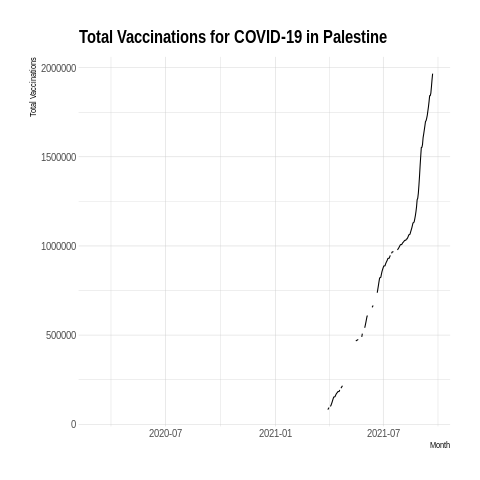 Total Vaccinations for COVID-19 in Palestine
Total Vaccinations
2000000
1500000
1000000
500000
0
2020-07 2021-01 2021-07
Month